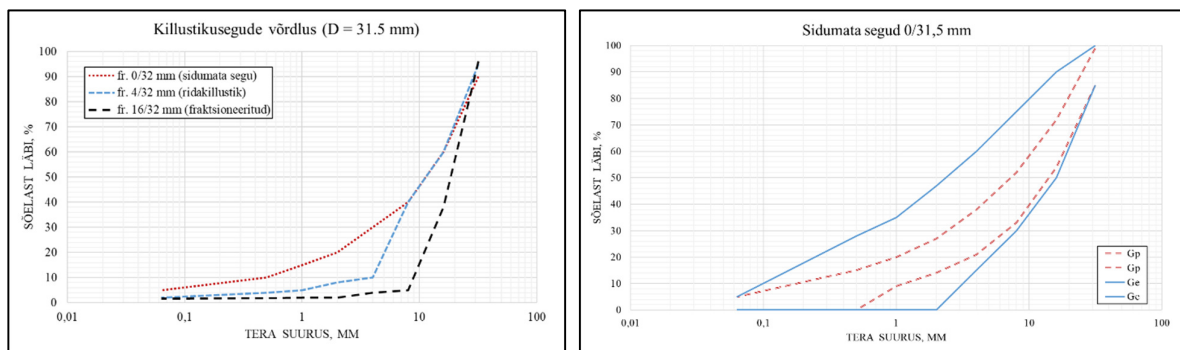 Killustikusegude võrdlus (D = 31.5 mm)
100
90
80
70
60
50
40
30
20
10
0
SÕELAST LÄBI, %
fr. 0/32 mm (sidumata segu)
fr. 4/32 mm (ridakillustik)
fr. 16/32 mm (fraktsioneeritud)
0,01
0,1
1
10
100
TERA SUURUS, MM
Sidumata segud 0/31,5 mm
100
90
80
70
60
50
40
30
20
10
0
SÕELAST LÄBI, %
Gp
Gp
Ge
Gc
0,01
0,1
1
10
100
TERA SUURUS, MM